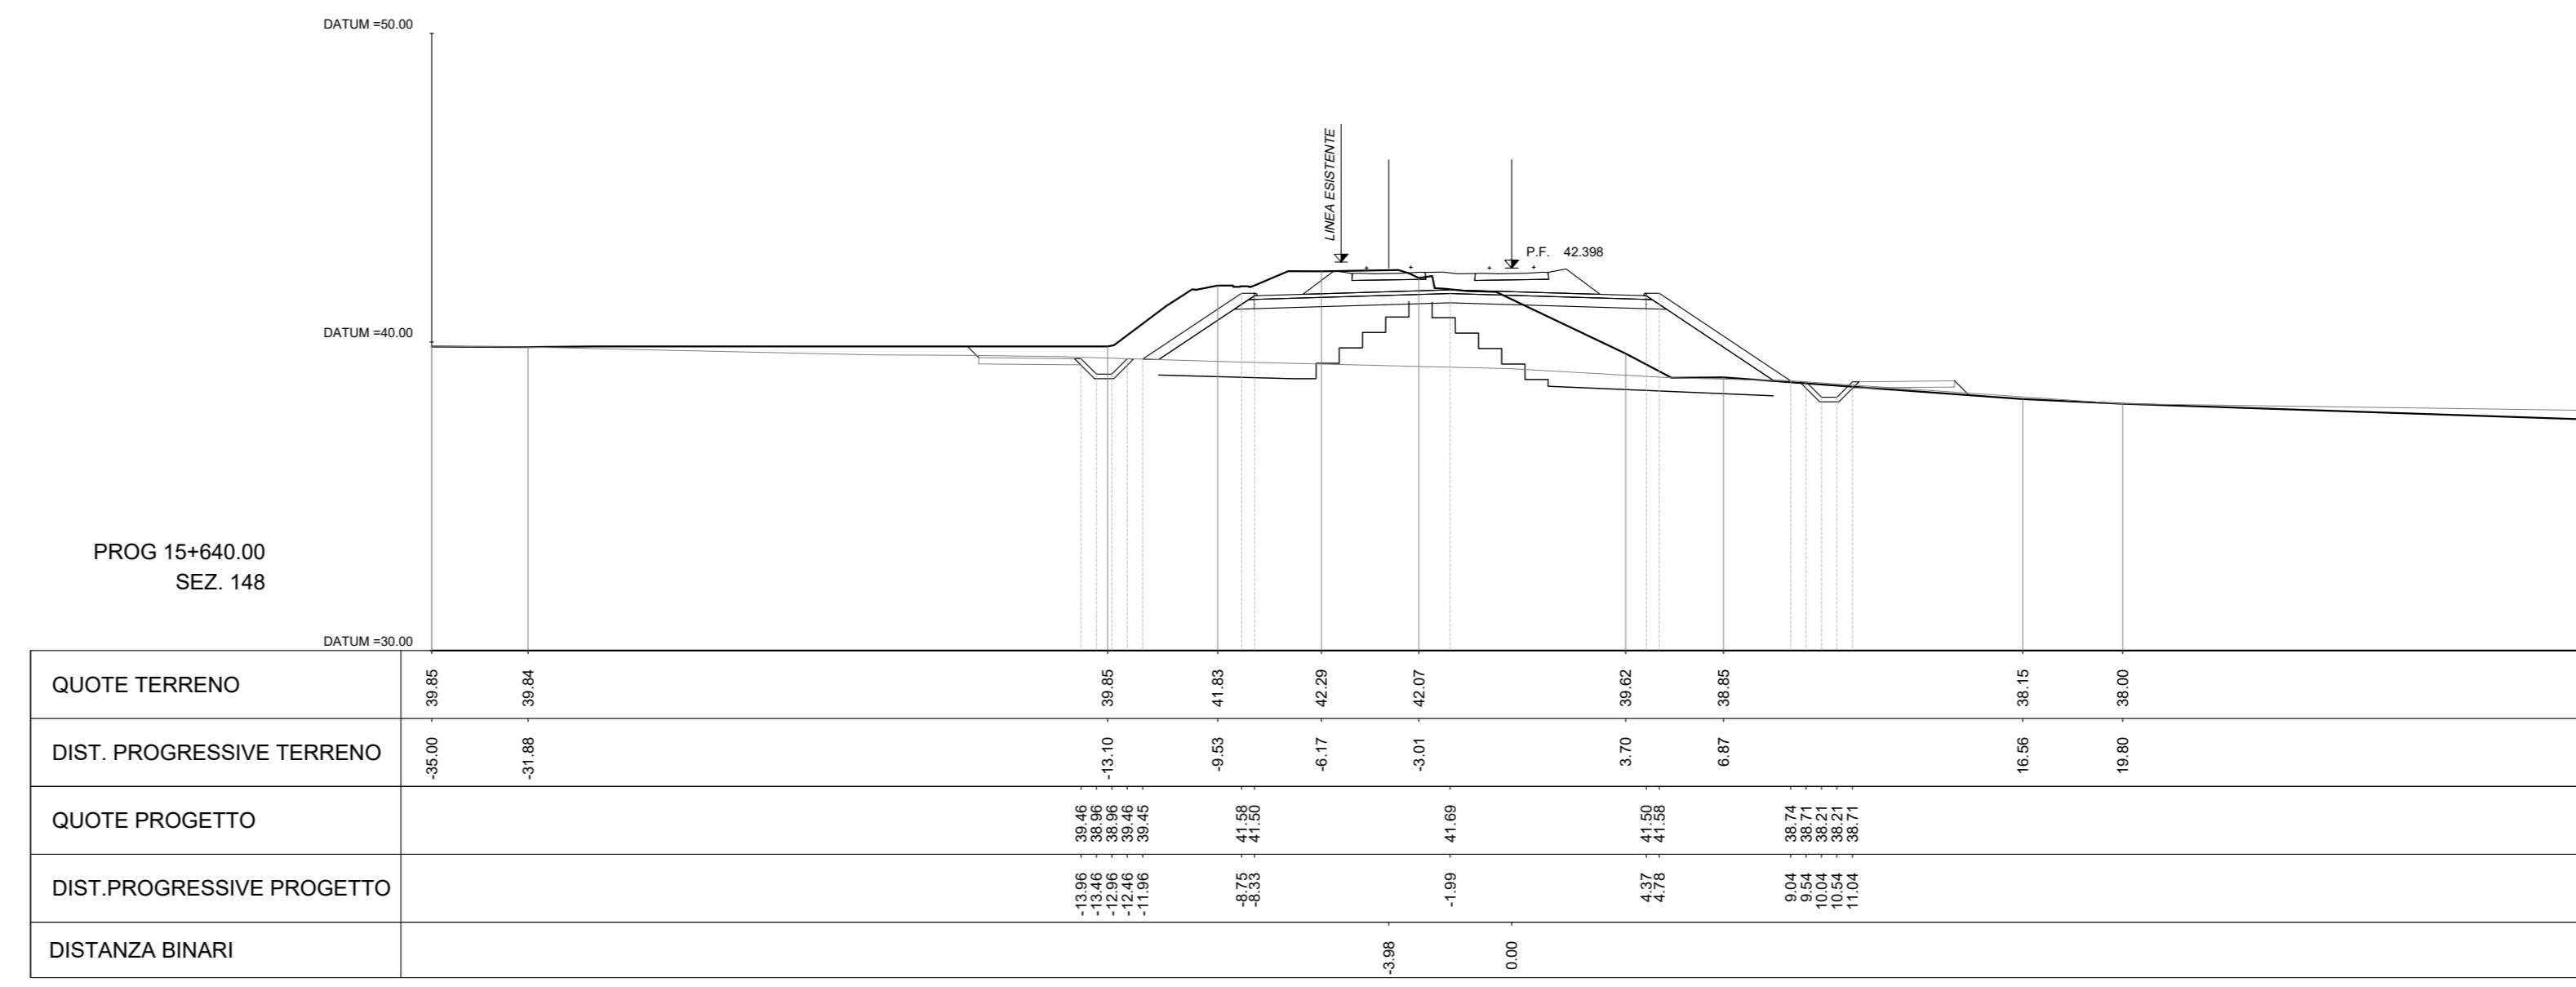 DATUM =50.00
LINEA ESISTENTE
P.F. 42.398
DATUM =40.00
PROG 15+640.00
SEZ. 148
DATUM =30.00
QUOTE TERRENO 39.85 39.84 39.85 41.83 42.29 42.07 39.62 38.85 38.15 38.00
DIST. PROGRESSIVE TERRENO -35.00 -31.88 -13.10 -9.53 -6.17 -3.01 3.70 6.87 16.56 19.80
QUOTE PROGETTO 39.46 38.96 38.96 39.46 39.45 41.58 41.50 41.69 41.50 41.58 38.74 38.71 38.21 38.21 38.71
DIST.PROGRESSIVE PROGETTO -13.96 -13.46 -12.96 -12.46 -11.96 -8.75 -8.33 -1.99 4.37 4.78 9.04 9.54 10.04 10.54 11.04
DISTANZA BINARI -3.98 0.00